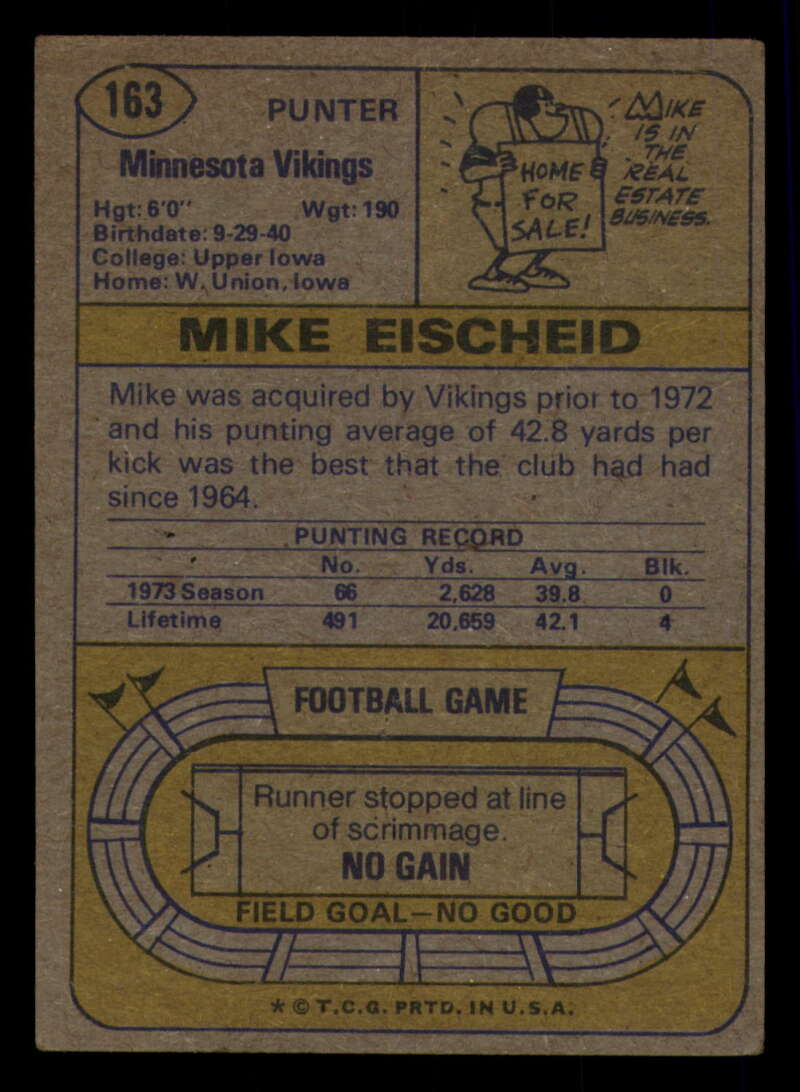 163
PUNTER
Minnesota Vikings
Hgt: 6'0" Wgt: 190
Birthdate: 9-29-40
College: Upper Iowa
Home: W. Union, Iowa
MIKE
IS IN
THE
REAL
ESTATE
BUSINESS.
HOME
FOR
SALE!
MIKE EISCHEID
Mike was acquired by Vikings prior to 1972
and his punting average of 42.8 yards per
kick was the best that the club had had
since 1964.
PUNTING RECORD
No. Yds. Avg. Blk.
1973 Season 66 2,628 39.8 0
Lifetime 491 20,659 42.1 4
FOOTBALL GAME
Runner stopped at line
of scrimmage.
NO GAIN
FIELD GOAL—NO GOOD
* © T.C.G. PRTD. IN U.S.A.